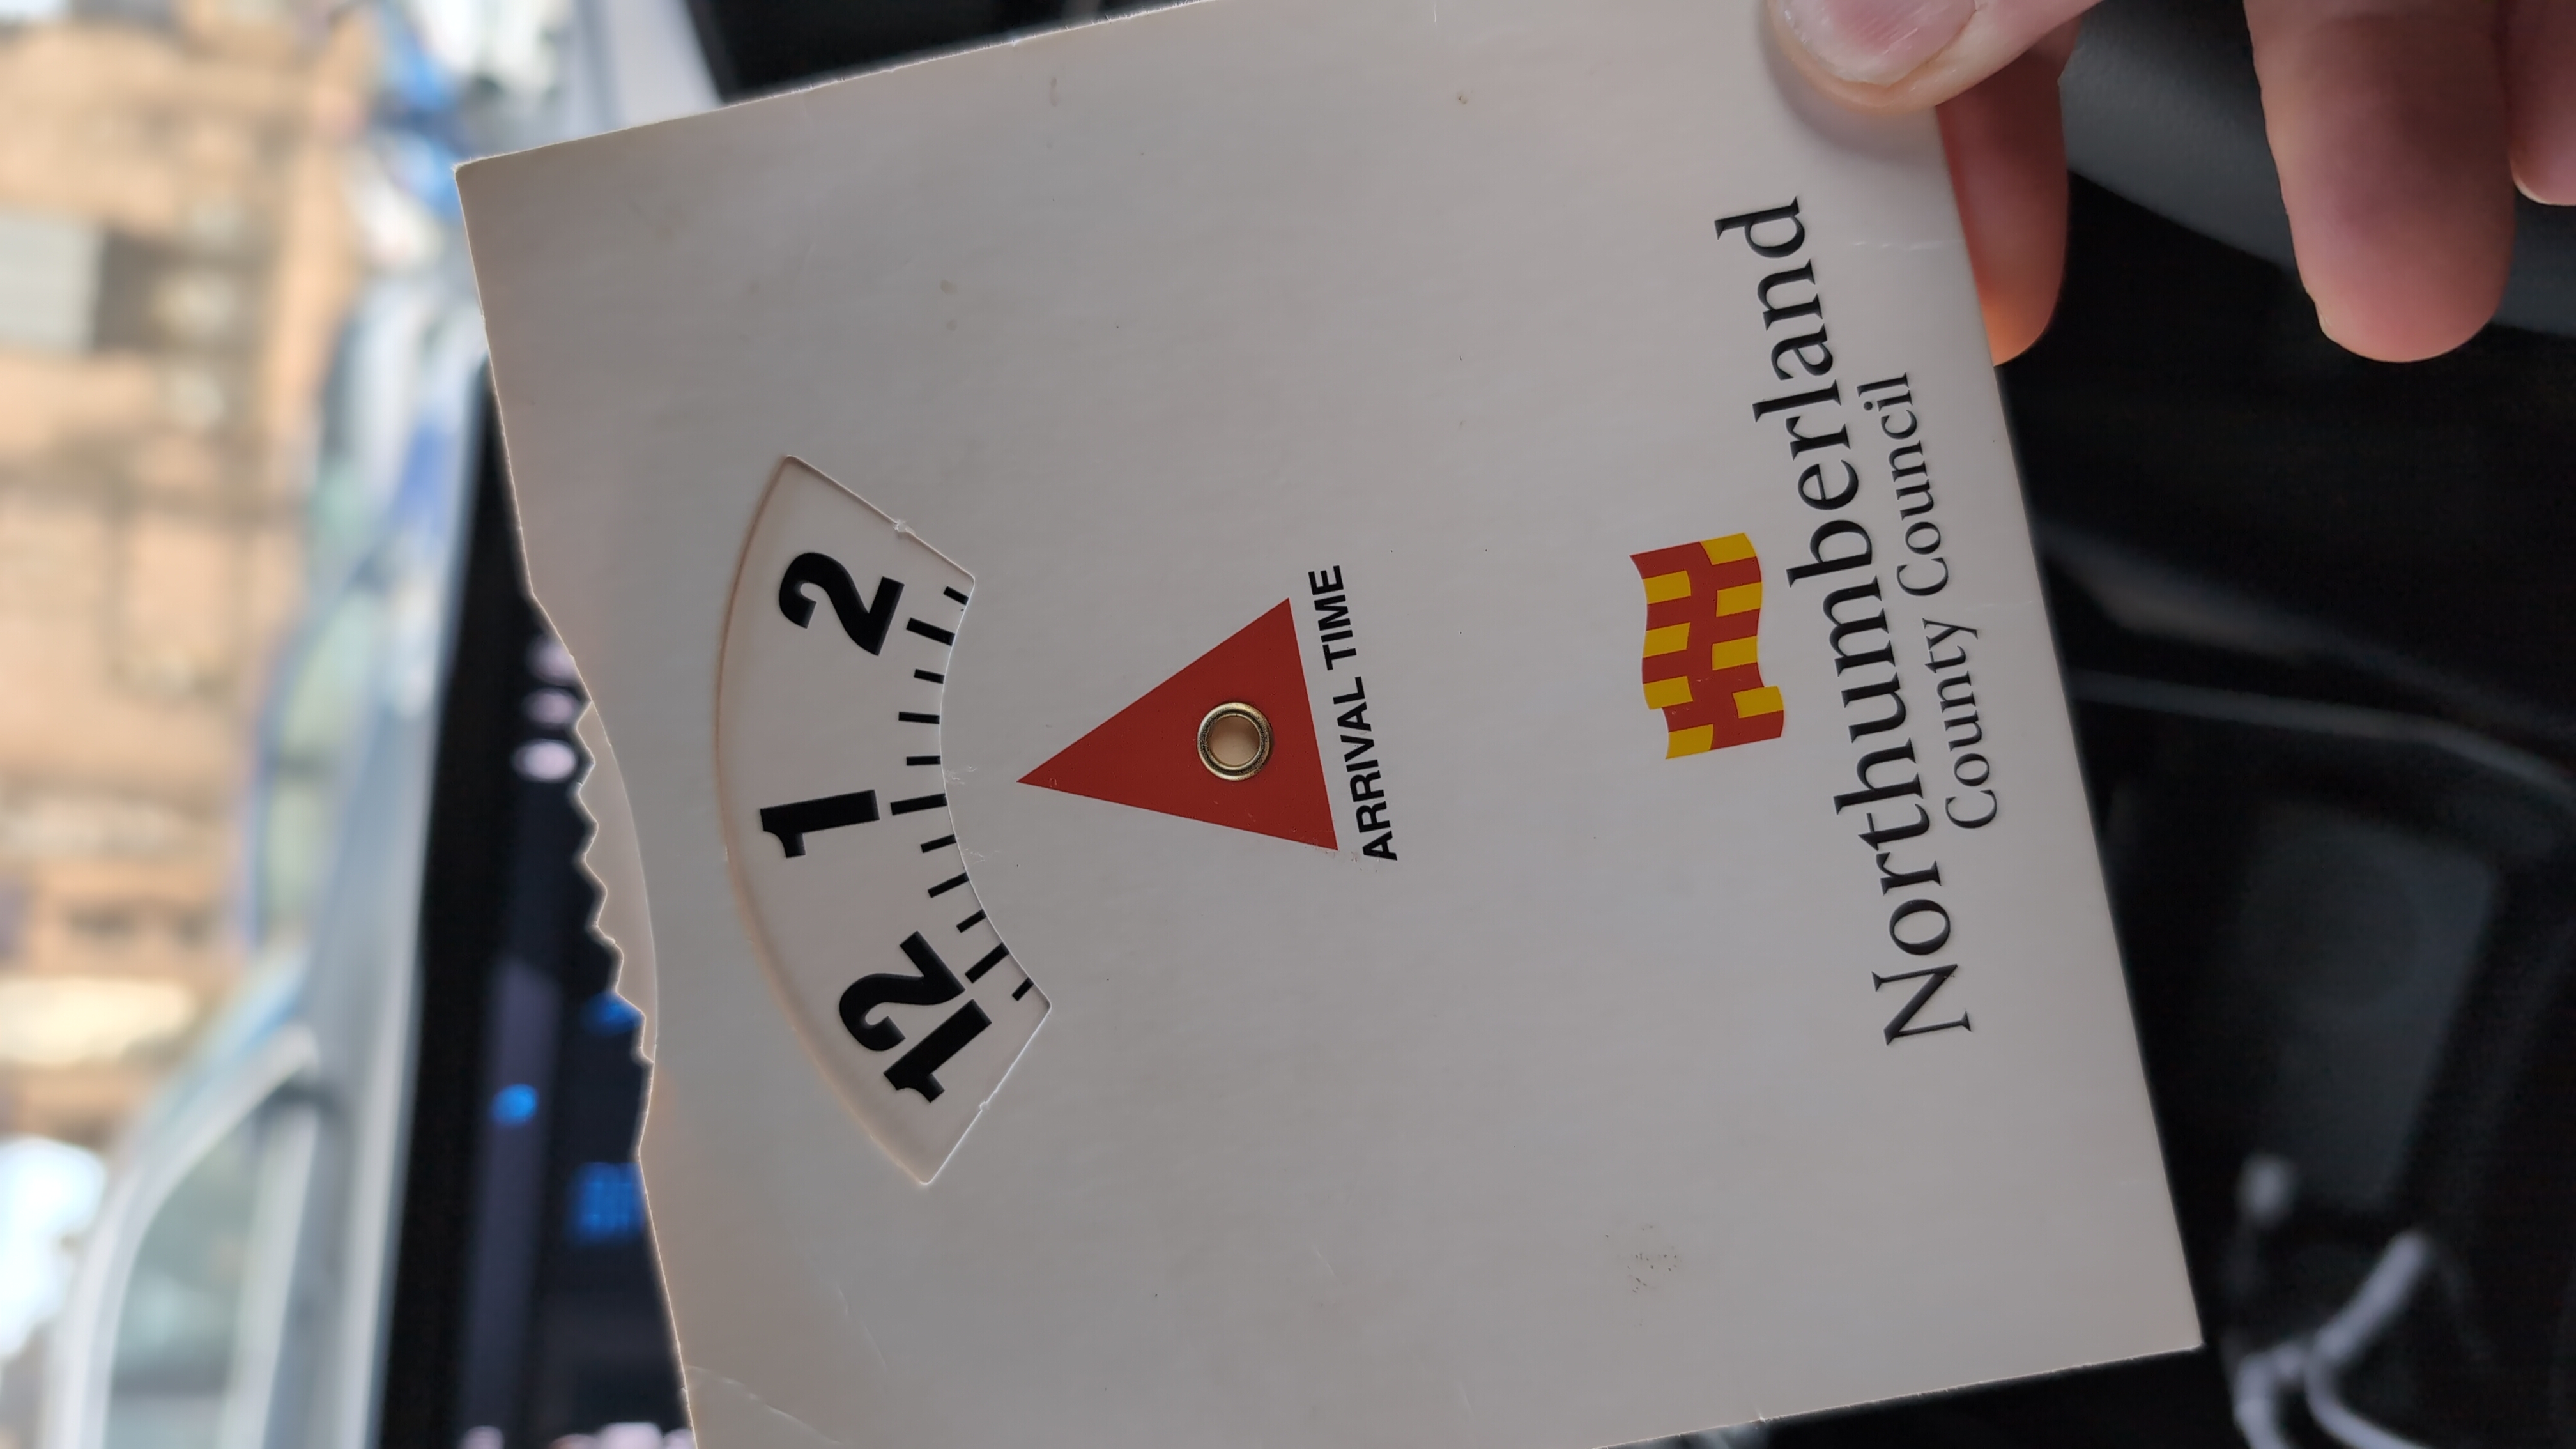 12 1 2
ARRIVAL TIME
Northumberland
County Council